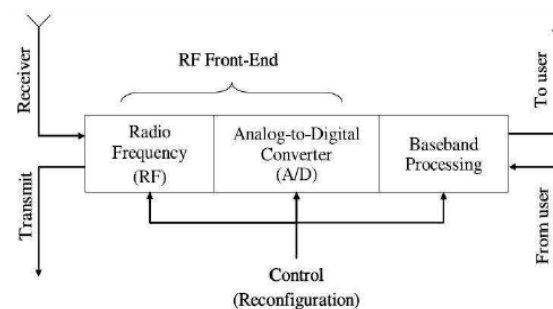 RF Front-End
Receiver
To user
Radio
Frequency
(RF)
Analog-to-Digital
Converter
(A/D)
Baseband
Processing
Transmit
From user
Control
(Reconfiguration)